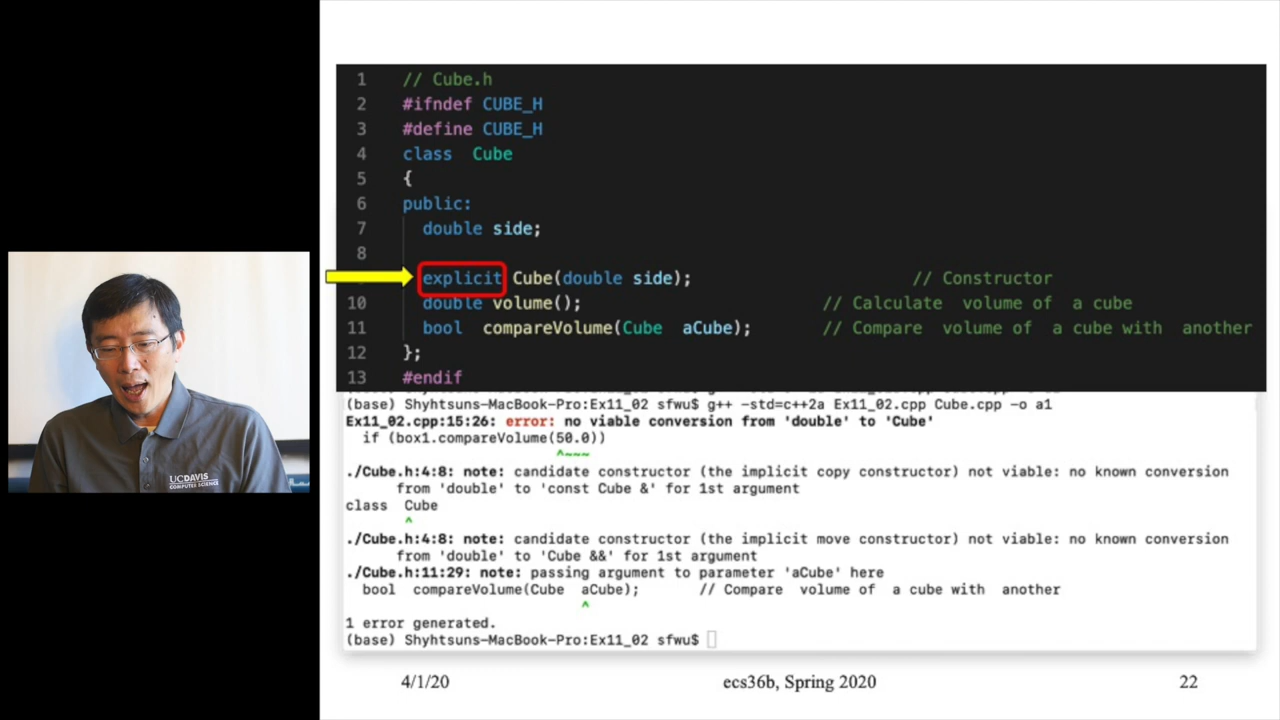 1 // Cube.h
2 #ifndef CUBE_H
3 #define CUBE_H
4 class Cube
5 {
6 public:
7 double side;
8
explicit Cube(double side); // Constructor
10 double volume(); // Calculate volume of a cube
11 bool compareVolume(Cube aCube); // Compare volume of a cube with another
12 };
13 #endif
(base) Shyhtsuns-MacBook-Pro:Ex11_02 sfwu$ g++ -std=c++2a Ex11_02.cpp Cube.cpp -o a1
Ex11_02.cpp:15:26: error: no viable conversion from 'double' to 'Cube'
if (box1.compareVolume(50.0))
^~~~
./Cube.h:4:8: note: candidate constructor (the implicit copy constructor) not viable: no known conversion
from 'double' to 'const Cube &' for 1st argument
class Cube
^
./Cube.h:4:8: note: candidate constructor (the implicit move constructor) not viable: no known conversion
from 'double' to 'Cube &&' for 1st argument
./Cube.h:11:29: note: passing argument to parameter 'aCube' here
bool compareVolume(Cube aCube); // Compare volume of a cube with another
^
1 error generated.
(base) Shyhtsuns-MacBook-Pro:Ex11_02 sfwu$
UCDAVIS
COMPUTER SCIENCE
4/1/20 ecs36b, Spring 2020 22